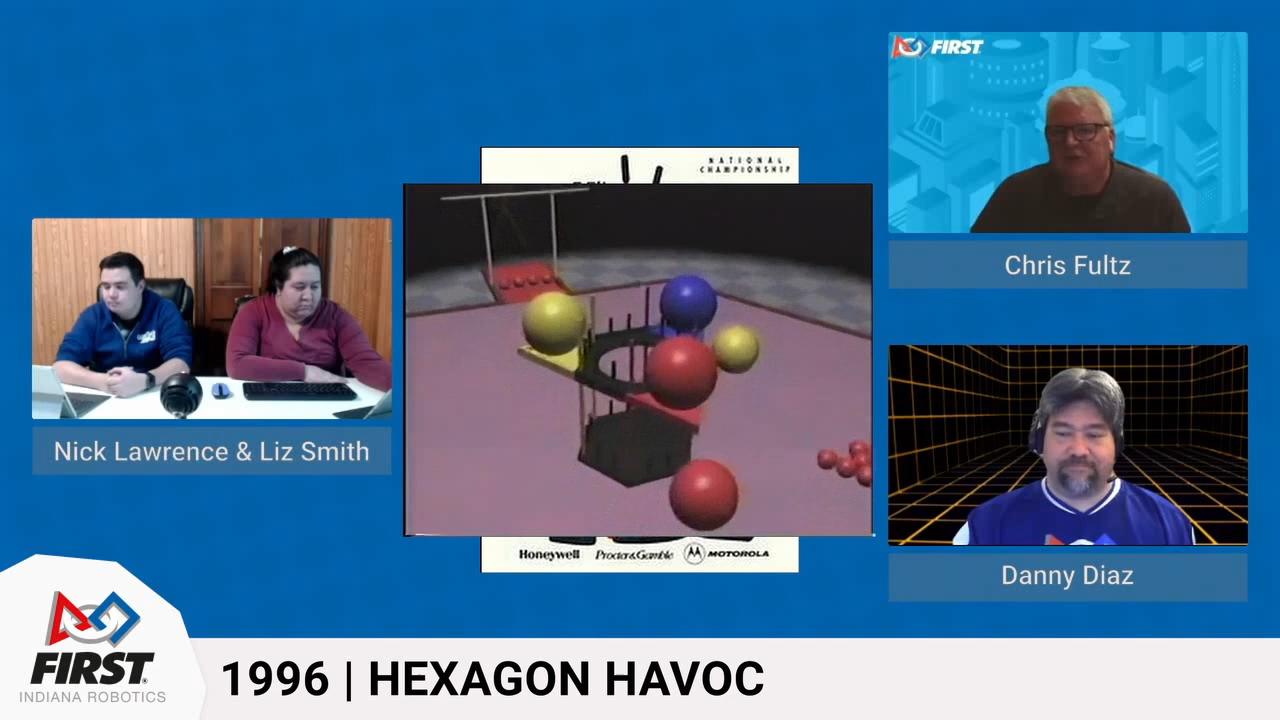 FIRST
Chris Fultz
NATIONAL
CHAMPIONSHIP
Nick Lawrence & Liz Smith
Honeywell Procter&Gamble MOTOROLA
Danny Diaz
FIRST
INDIANA ROBOTICS
1996 | HEXAGON HAVOC